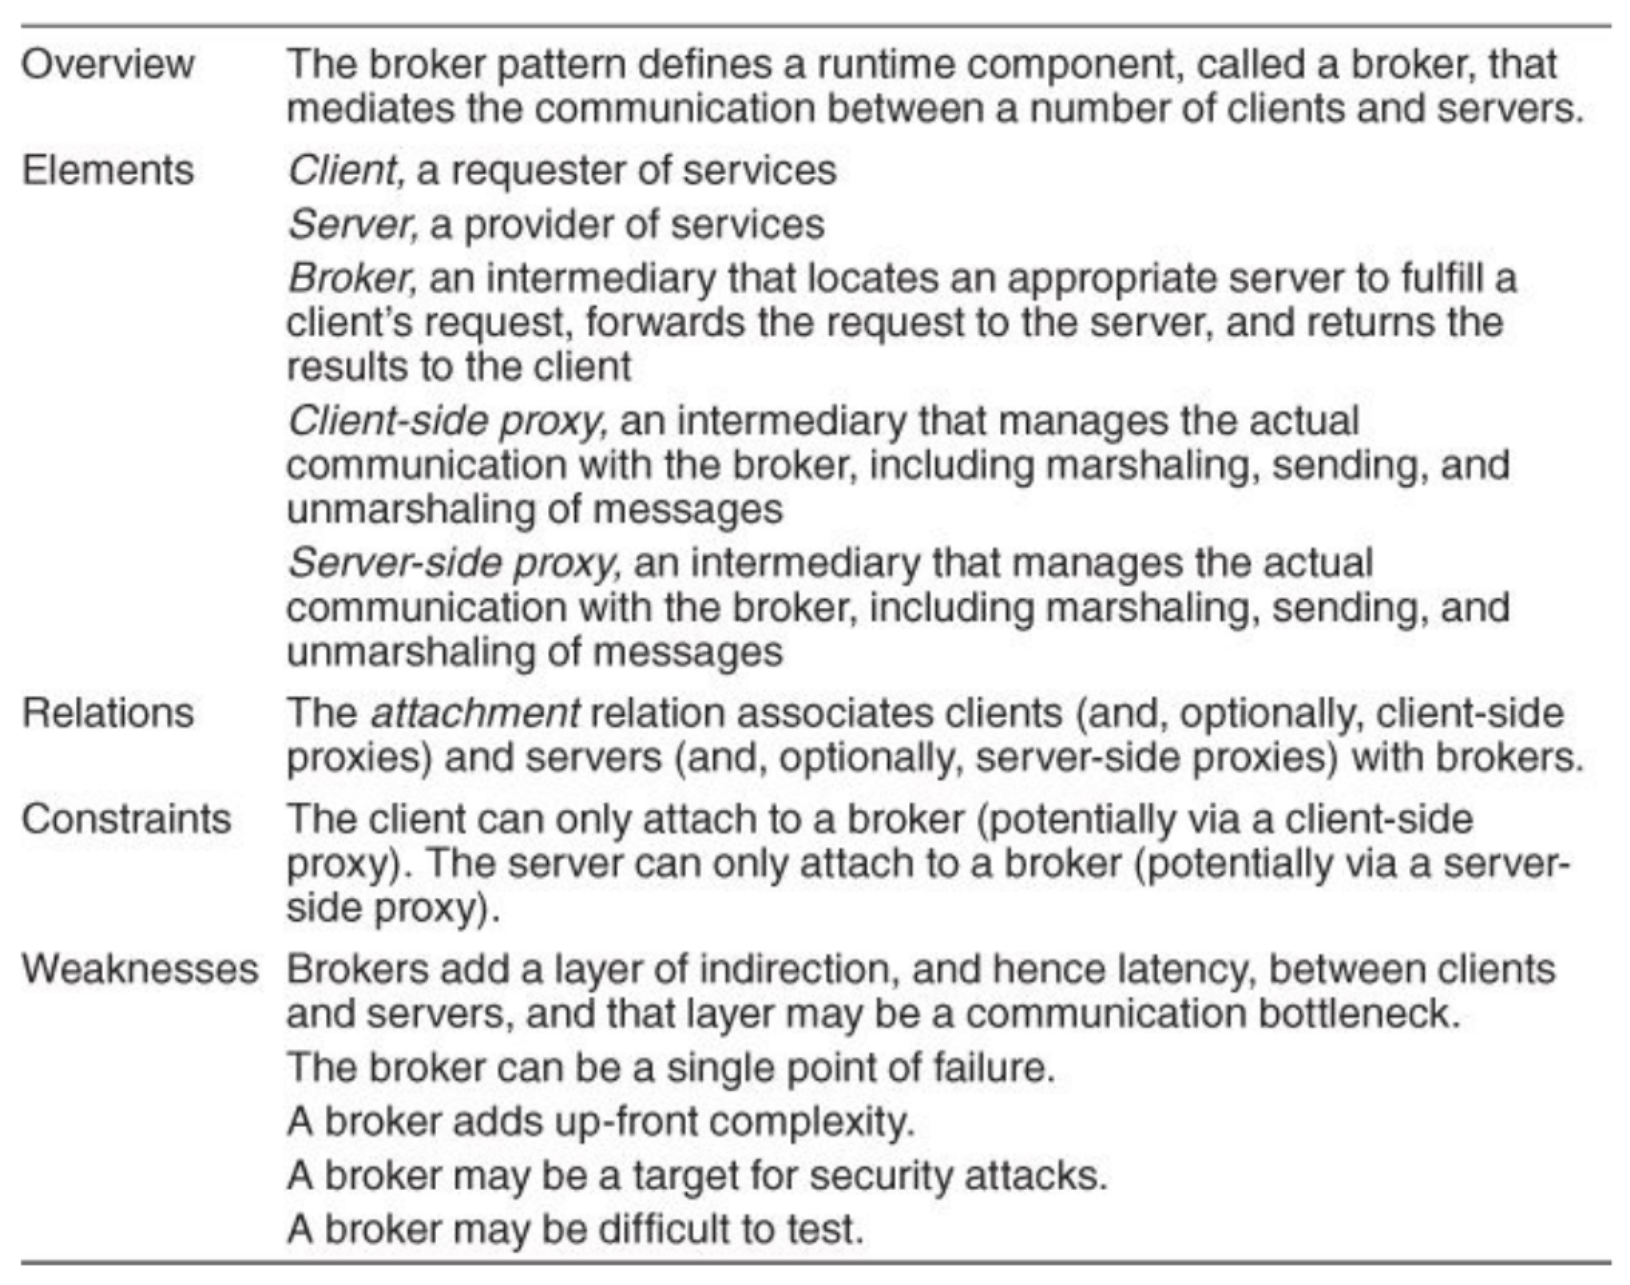 Overview The broker pattern defines a runtime component, called a broker, that
mediates the communication between a number of clients and servers.
Elements Client, a requester of services
Server, a provider of services
Broker, an intermediary that locates an appropriate server to fulfill a
client's request, forwards the request to the server, and returns the
results to the client
Client-side proxy, an intermediary that manages the actual
communication with the broker, including marshaling, sending, and
unmarshaling of messages
Server-side proxy, an intermediary that manages the actual
communication with the broker, including marshaling, sending, and
unmarshaling of messages
Relations The attachment relation associates clients (and, optionally, client-side
proxies) and servers (and, optionally, server-side proxies) with brokers.
Constraints The client can only attach to a broker (potentially via a client-side
proxy). The server can only attach to a broker (potentially via a server-
side proxy).
Weaknesses Brokers add a layer of indirection, and hence latency, between clients
and servers, and that layer may be a communication bottleneck.
The broker can be a single point of failure.
A broker adds up-front complexity.
A broker may be a target for security attacks.
A broker may be difficult to test.